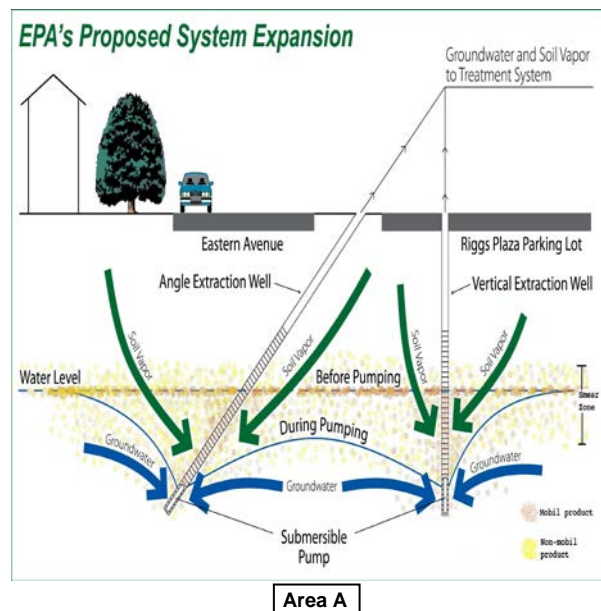 EPA's Proposed System Expansion
Groundwater and Soil Vapor
to Treatment System
Eastern Avenue
Riggs Plaza Parking Lot
Angle Extraction Well
Vertical Extraction Well
Soil Vapor
Soil Vapor
Soil Vapor
Soil Vapor
Water Level
Before Pumping
Smear
Zone
During Pumping
Groundwater
Groundwater
Groundwater
Submersible
Pump
Mobil product
Non-mobil
product
Area A